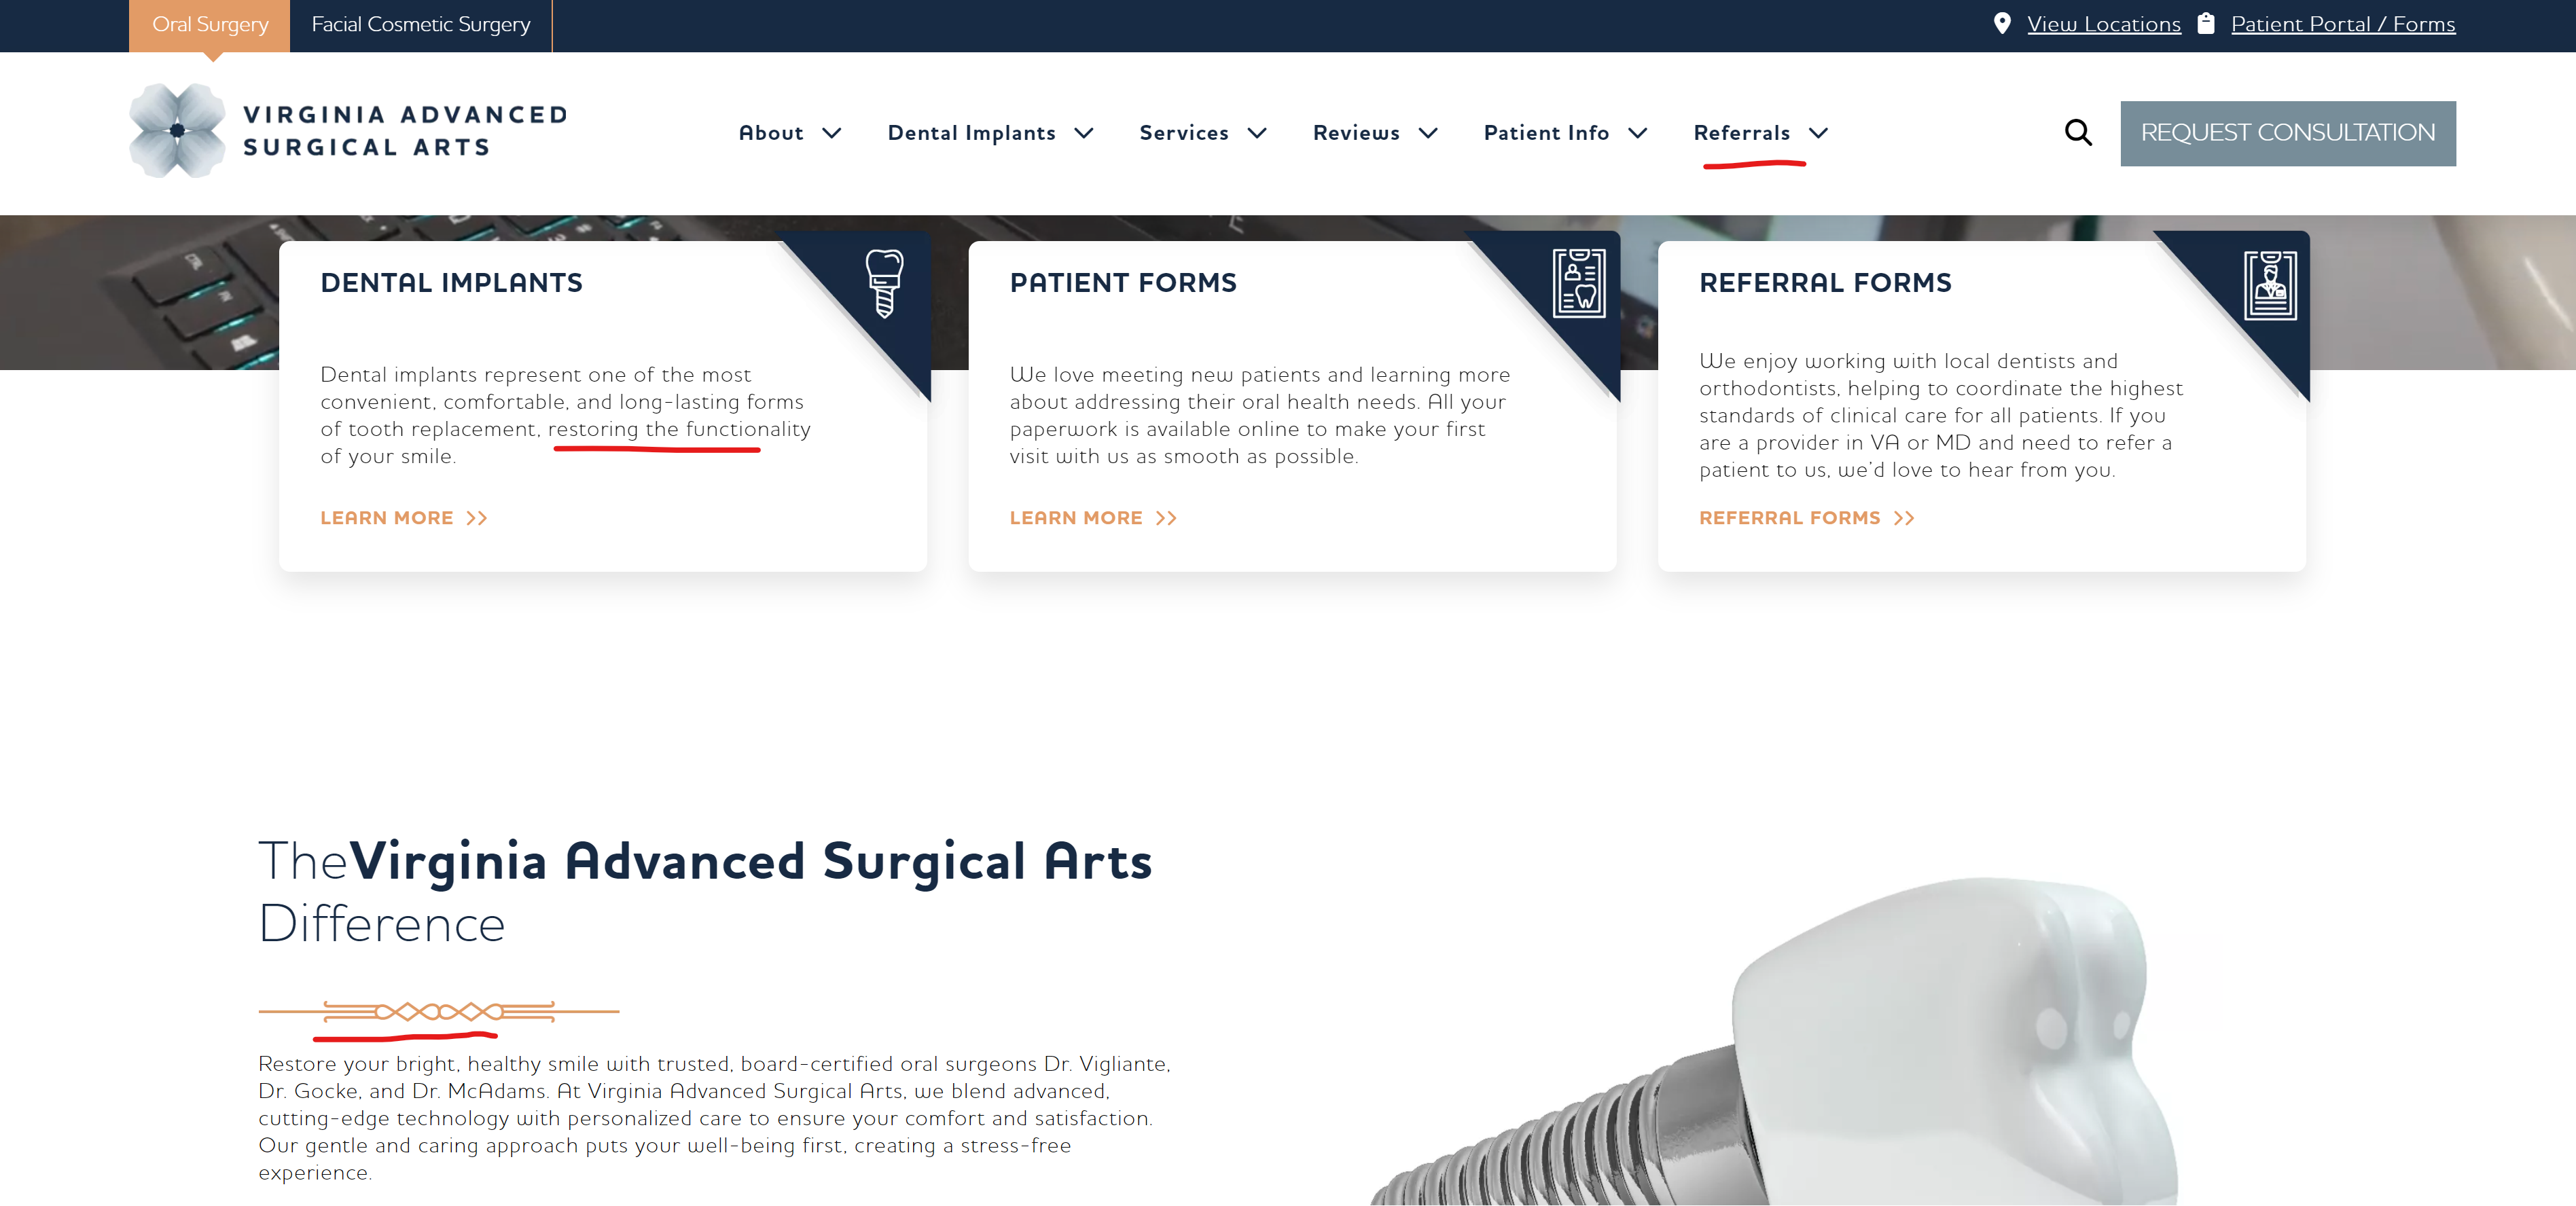 Oral Surgery
Facial Cosmetic Surgery
View Locations
Patient Portal / Forms
VIRGINIA ADVANCED
SURGICAL ARTS
About
Dental Implants
Services
Reviews
Patient Info
Referrals
REQUEST CONSULTATION
DENTAL IMPLANTS
Dental implants represent one of the most
convenient, comfortable, and long-lasting forms
of tooth replacement, restoring the functionality
of your smile.
LEARN MORE >>
PATIENT FORMS
We love meeting new patients and learning more
about addressing their oral health needs. All your
paperwork is available online to make your first
visit with us as smooth as possible.
LEARN MORE >>
REFERRAL FORMS
We enjoy working with local dentists and
orthodontists, helping to coordinate the highest
standards of clinical care for all patients. If you
are a provider in VA or MD and need to refer a
patient to us, we'd love to hear from you.
REFERRAL FORMS >>
TheVirginia Advanced Surgical Arts
Difference
Restore your bright, healthy smile with trusted, board-certified oral surgeons Dr. Vigliante,
Dr. Gocke, and Dr. McAdams. At Virginia Advanced Surgical Arts, we blend advanced,
cutting-edge technology with personalized care to ensure your comfort and satisfaction.
Our gentle and caring approach puts your well-being first, creating a stress-free
experience.